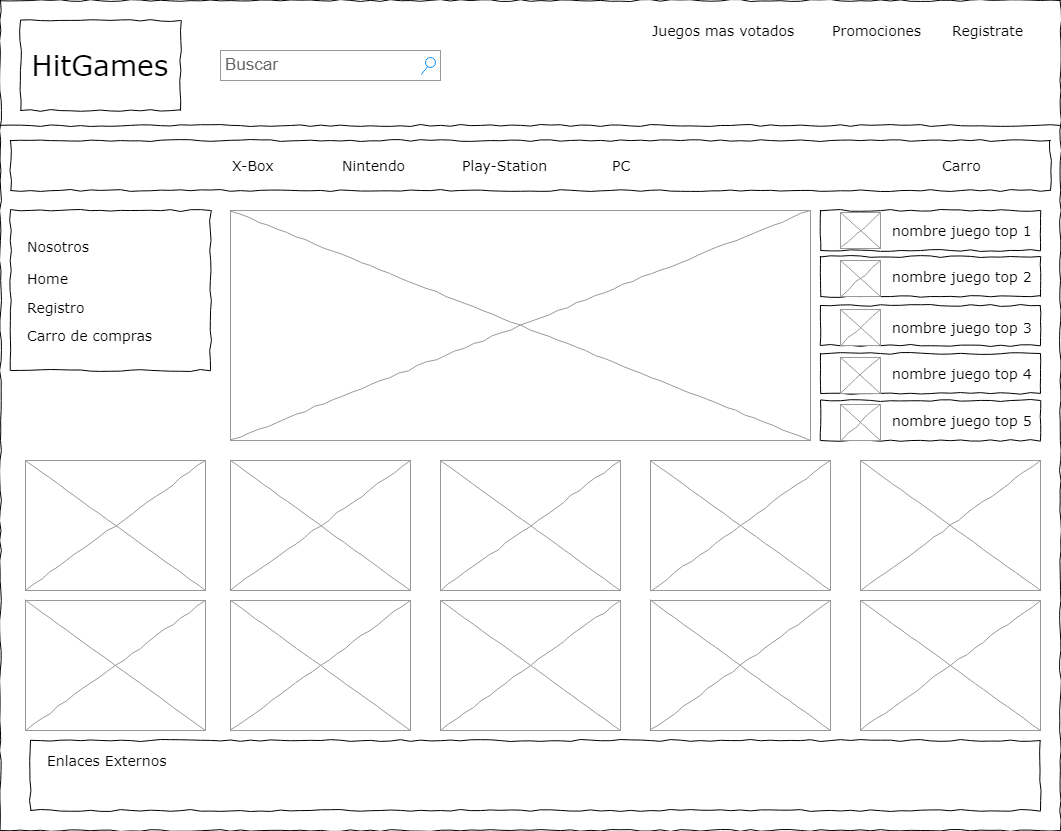 Juegos mas votados
Promociones
Registrate
HitGames
Buscar
X-Box
Nintendo
Play-Station
PC
Carro
Nosotros
Home
Registro
Carro de compras
nombre juego top 1
nombre juego top 2
nombre juego top 3
nombre juego top 4
nombre juego top 5
Enlaces Externos